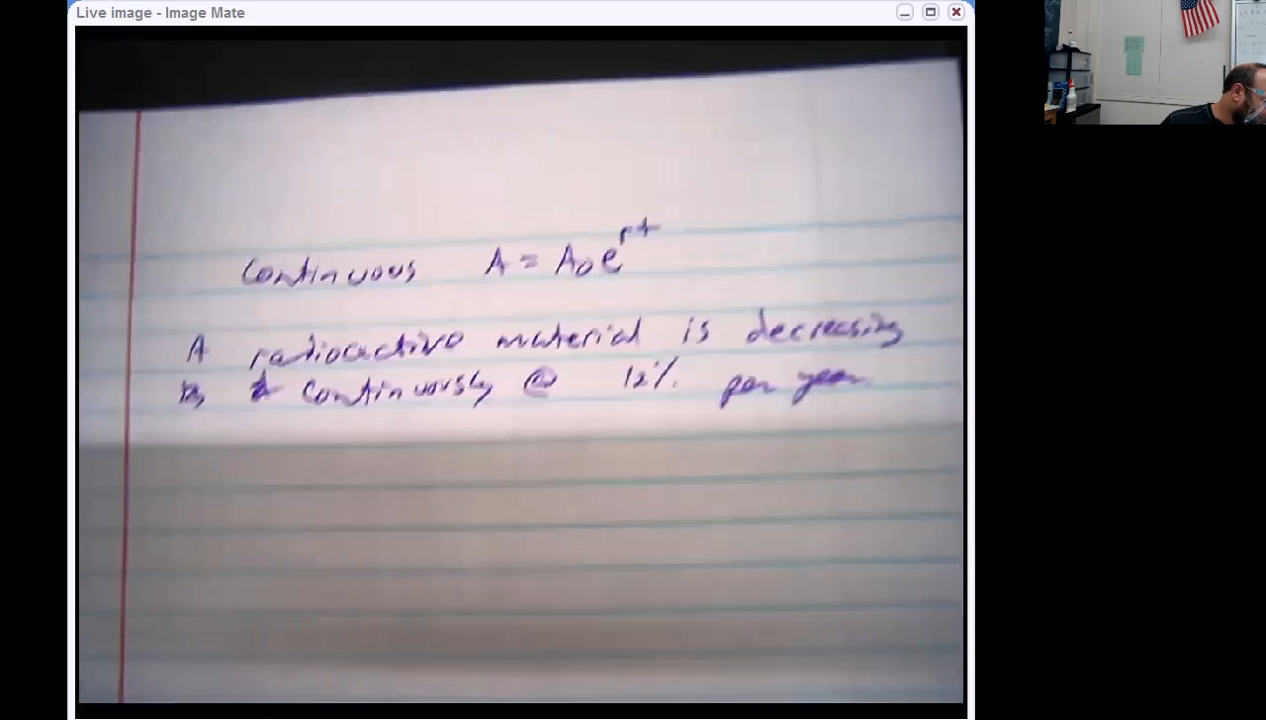 Live image - Image Mate
Continuous A = A₀e^rt
A radioactive material is decreasing
continuously @ 12% per year